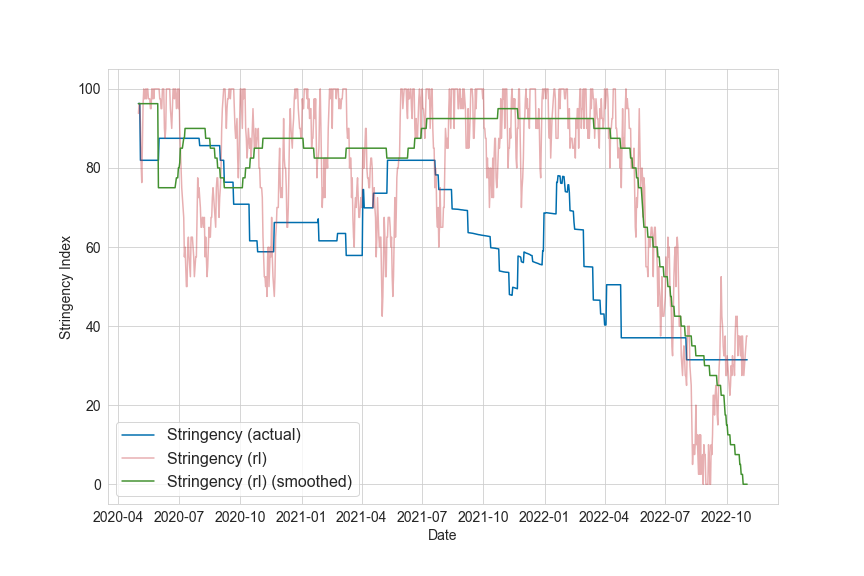 100
80
60
40
20
0
Stringency Index
Stringency (actual)
Stringency (rl)
Stringency (rl) (smoothed)
2020-04 2020-07 2020-10 2021-01 2021-04 2021-07 2021-10 2022-01 2022-04 2022-07 2022-10
Date